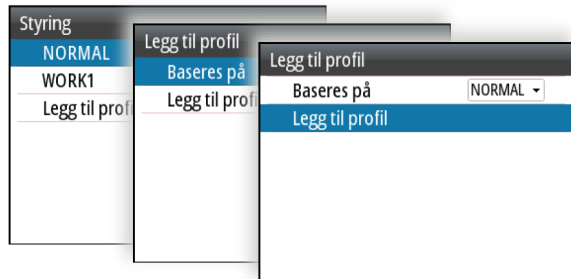 Styring
NORMAL
WORK1
Legg til profi
Legg til profil
Baseres på
Legg til profi
Legg til profil
Baseres på NORMAL
Legg til profil